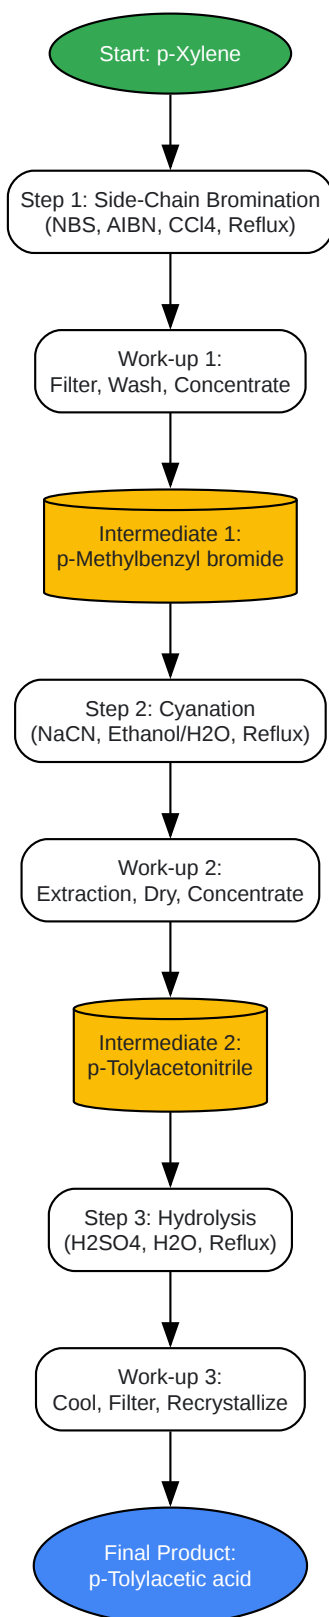 Start: p-Xylene
Step 1: Side-Chain Bromination
(NBS, AIBN, CCl4, Reflux)
Work-up 1:
Filter, Wash, Concentrate
Intermediate 1:
p-Methylbenzyl bromide
Step 2: Cyanation
(NaCN, Ethanol/H2O, Reflux)
Work-up 2:
Extraction, Dry, Concentrate
Intermediate 2:
p-Tolylacetonitrile
Step 3: Hydrolysis
(H2SO4, H2O, Reflux)
Work-up 3:
Cool, Filter, Recrystallize
Final Product:
p-Tolylacetic acid